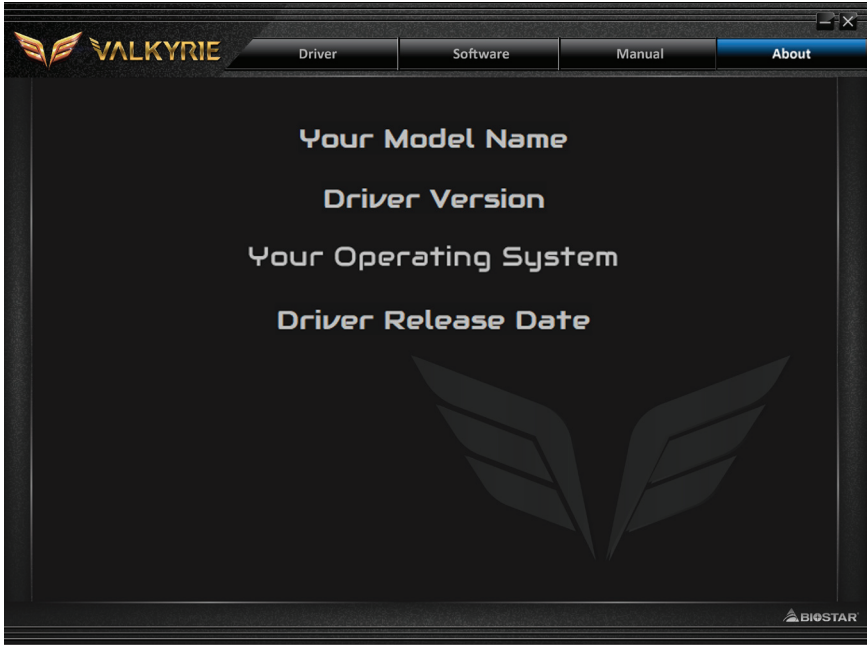 VALKYRIE
Driver Software Manual About
Your Model Name
Driver Version
Your Operating System
Driver Release Date
BIOSTAR